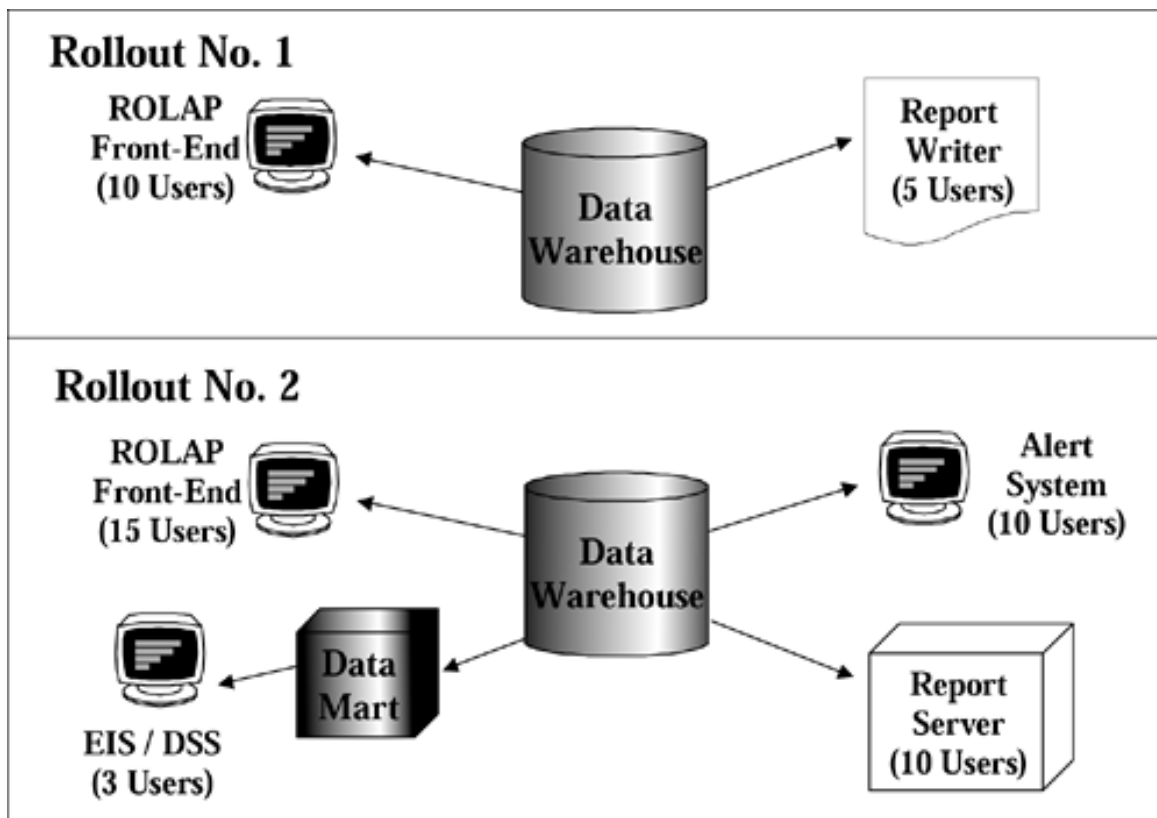 Rollout No. 1
ROLAP
Front-End
(10 Users)
Data
Warehouse
Report
Writer
(5 Users)
Rollout No. 2
ROLAP
Front-End
(15 Users)
Data
Warehouse
Alert
System
(10 Users)
EIS / DSS
(3 Users)
Data
Mart
Report
Server
(10 Users)